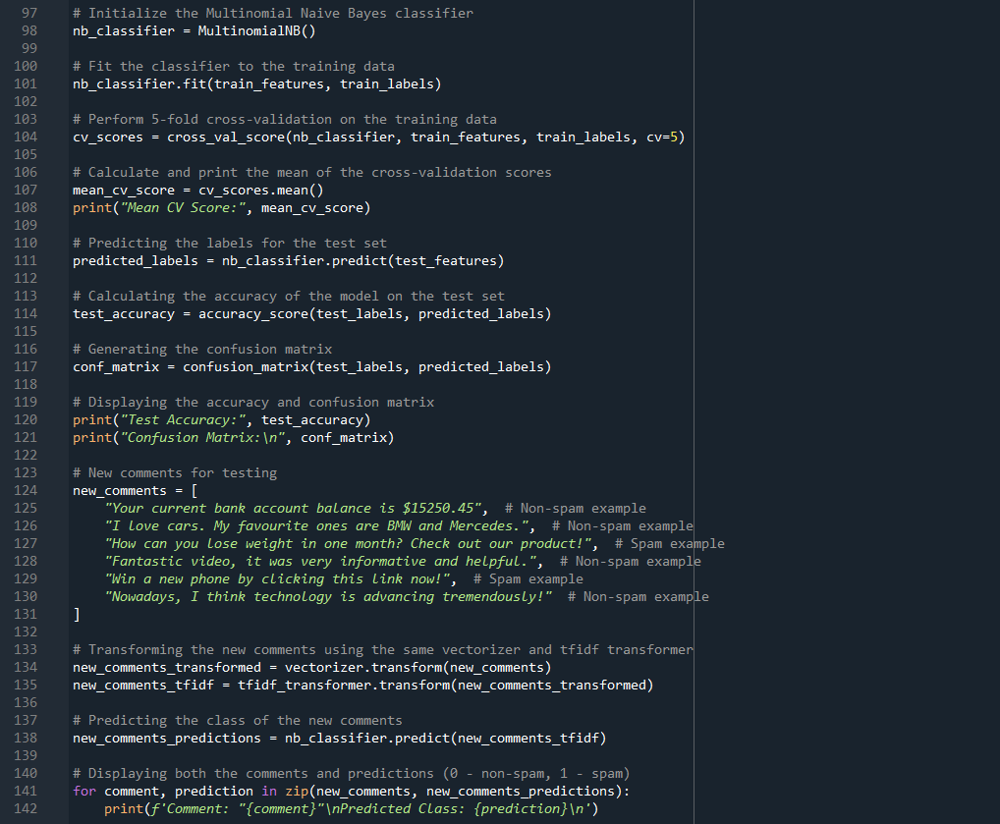 97 # Initialize the Multinomial Naive Bayes classifier
98 nb_classifier = MultinomialNB()
99
100 # Fit the classifier to the training data
101 nb_classifier.fit(train_features, train_labels)
102
103 # Perform 5-fold cross-validation on the training data
104 cv_scores = cross_val_score(nb_classifier, train_features, train_labels, cv=5)
105
106 # Calculate and print the mean of the cross-validation scores
107 mean_cv_score = cv_scores.mean()
108 print("Mean CV Score:", mean_cv_score)
109
110 # Predicting the labels for the test set
111 predicted_labels = nb_classifier.predict(test_features)
112
113 # Calculating the accuracy of the model on the test set
114 test_accuracy = accuracy_score(test_labels, predicted_labels)
115
116 # Generating the confusion matrix
117 conf_matrix = confusion_matrix(test_labels, predicted_labels)
118
119 # Displaying the accuracy and confusion matrix
120 print("Test Accuracy:", test_accuracy)
121 print("Confusion Matrix:\n", conf_matrix)
122
123 # New comments for testing
124 new_comments = [
125     "Your current bank account balance is $15250.45",  # Non-spam example
126     "I love cars. My favourite ones are BMW and Mercedes.",  # Non-spam example
127     "How can you lose weight in one month? Check out our product!",  # Spam example
128     "Fantastic video, it was very informative and helpful.",  # Non-spam example
129     "Win a new phone by clicking this link now!",  # Spam example
130     "Nowadays, I think technology is advancing tremendously!"  # Non-spam example
131 ]
132
133 # Transforming the new comments using the same vectorizer and tfidf transformer
134 new_comments_transformed = vectorizer.transform(new_comments)
135 new_comments_tfidf = tfidf_transformer.transform(new_comments_transformed)
136
137 # Predicting the class of the new comments
138 new_comments_predictions = nb_classifier.predict(new_comments_tfidf)
139
140 # Displaying both the comments and predictions (0 - non-spam, 1 - spam)
141 for comment, prediction in zip(new_comments, new_comments_predictions):
142     print(f'Comment: "{comment}"\nPredicted Class: {prediction}\n')